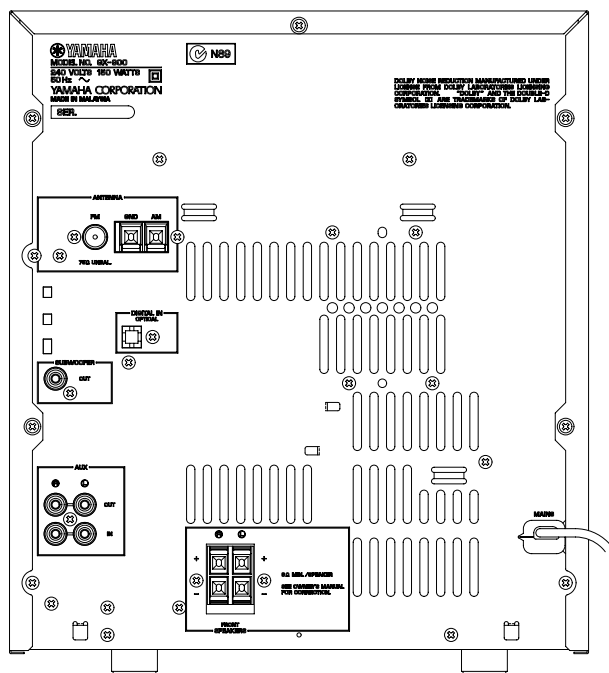 YAMAHA
MODEL NO. GX-900
240 VOLTS 150 WATTS
50Hz ~
YAMAHA CORPORATION
MADE IN MALAYSIA
SER.
N89
DOLBY NOISE REDUCTION MANUFACTURED UNDER
LICENSE FROM DOLBY LABORATORIES LICENSING
CORPORATION. "DOLBY" AND THE DOUBLE-D
SYMBOL ARE TRADEMARKS OF DOLBY LAB-
ORATORIES LICENSING CORPORATION.
ANTENNA
FM GND AM
75Ω UNBAL.
DIGITAL IN
OPTICAL
SUBWOOFER
OUT
AUX
R L
OUT
IN
MAINS
R L
+ +
6Ω MIN. /SPEAKER
SEE OWNER'S MANUAL
FOR CONNECTION.
- -
FRONT
SPEAKERS